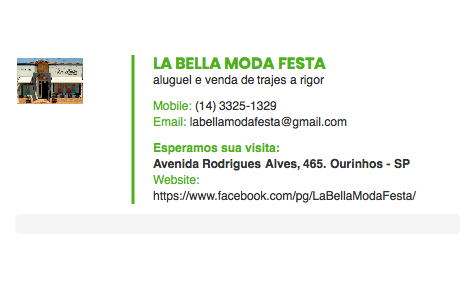 LA BELLA MODA FESTA
aluguel e venda de trajes a rigor
Mobile: (14) 3325-1329
Email: labellamodafesta@gmail.com
Esperamos sua visita:
Avenida Rodrigues Alves, 465. Ourinhos - SP
Website:
https://www.facebook.com/pg/LaBellaModaFesta/